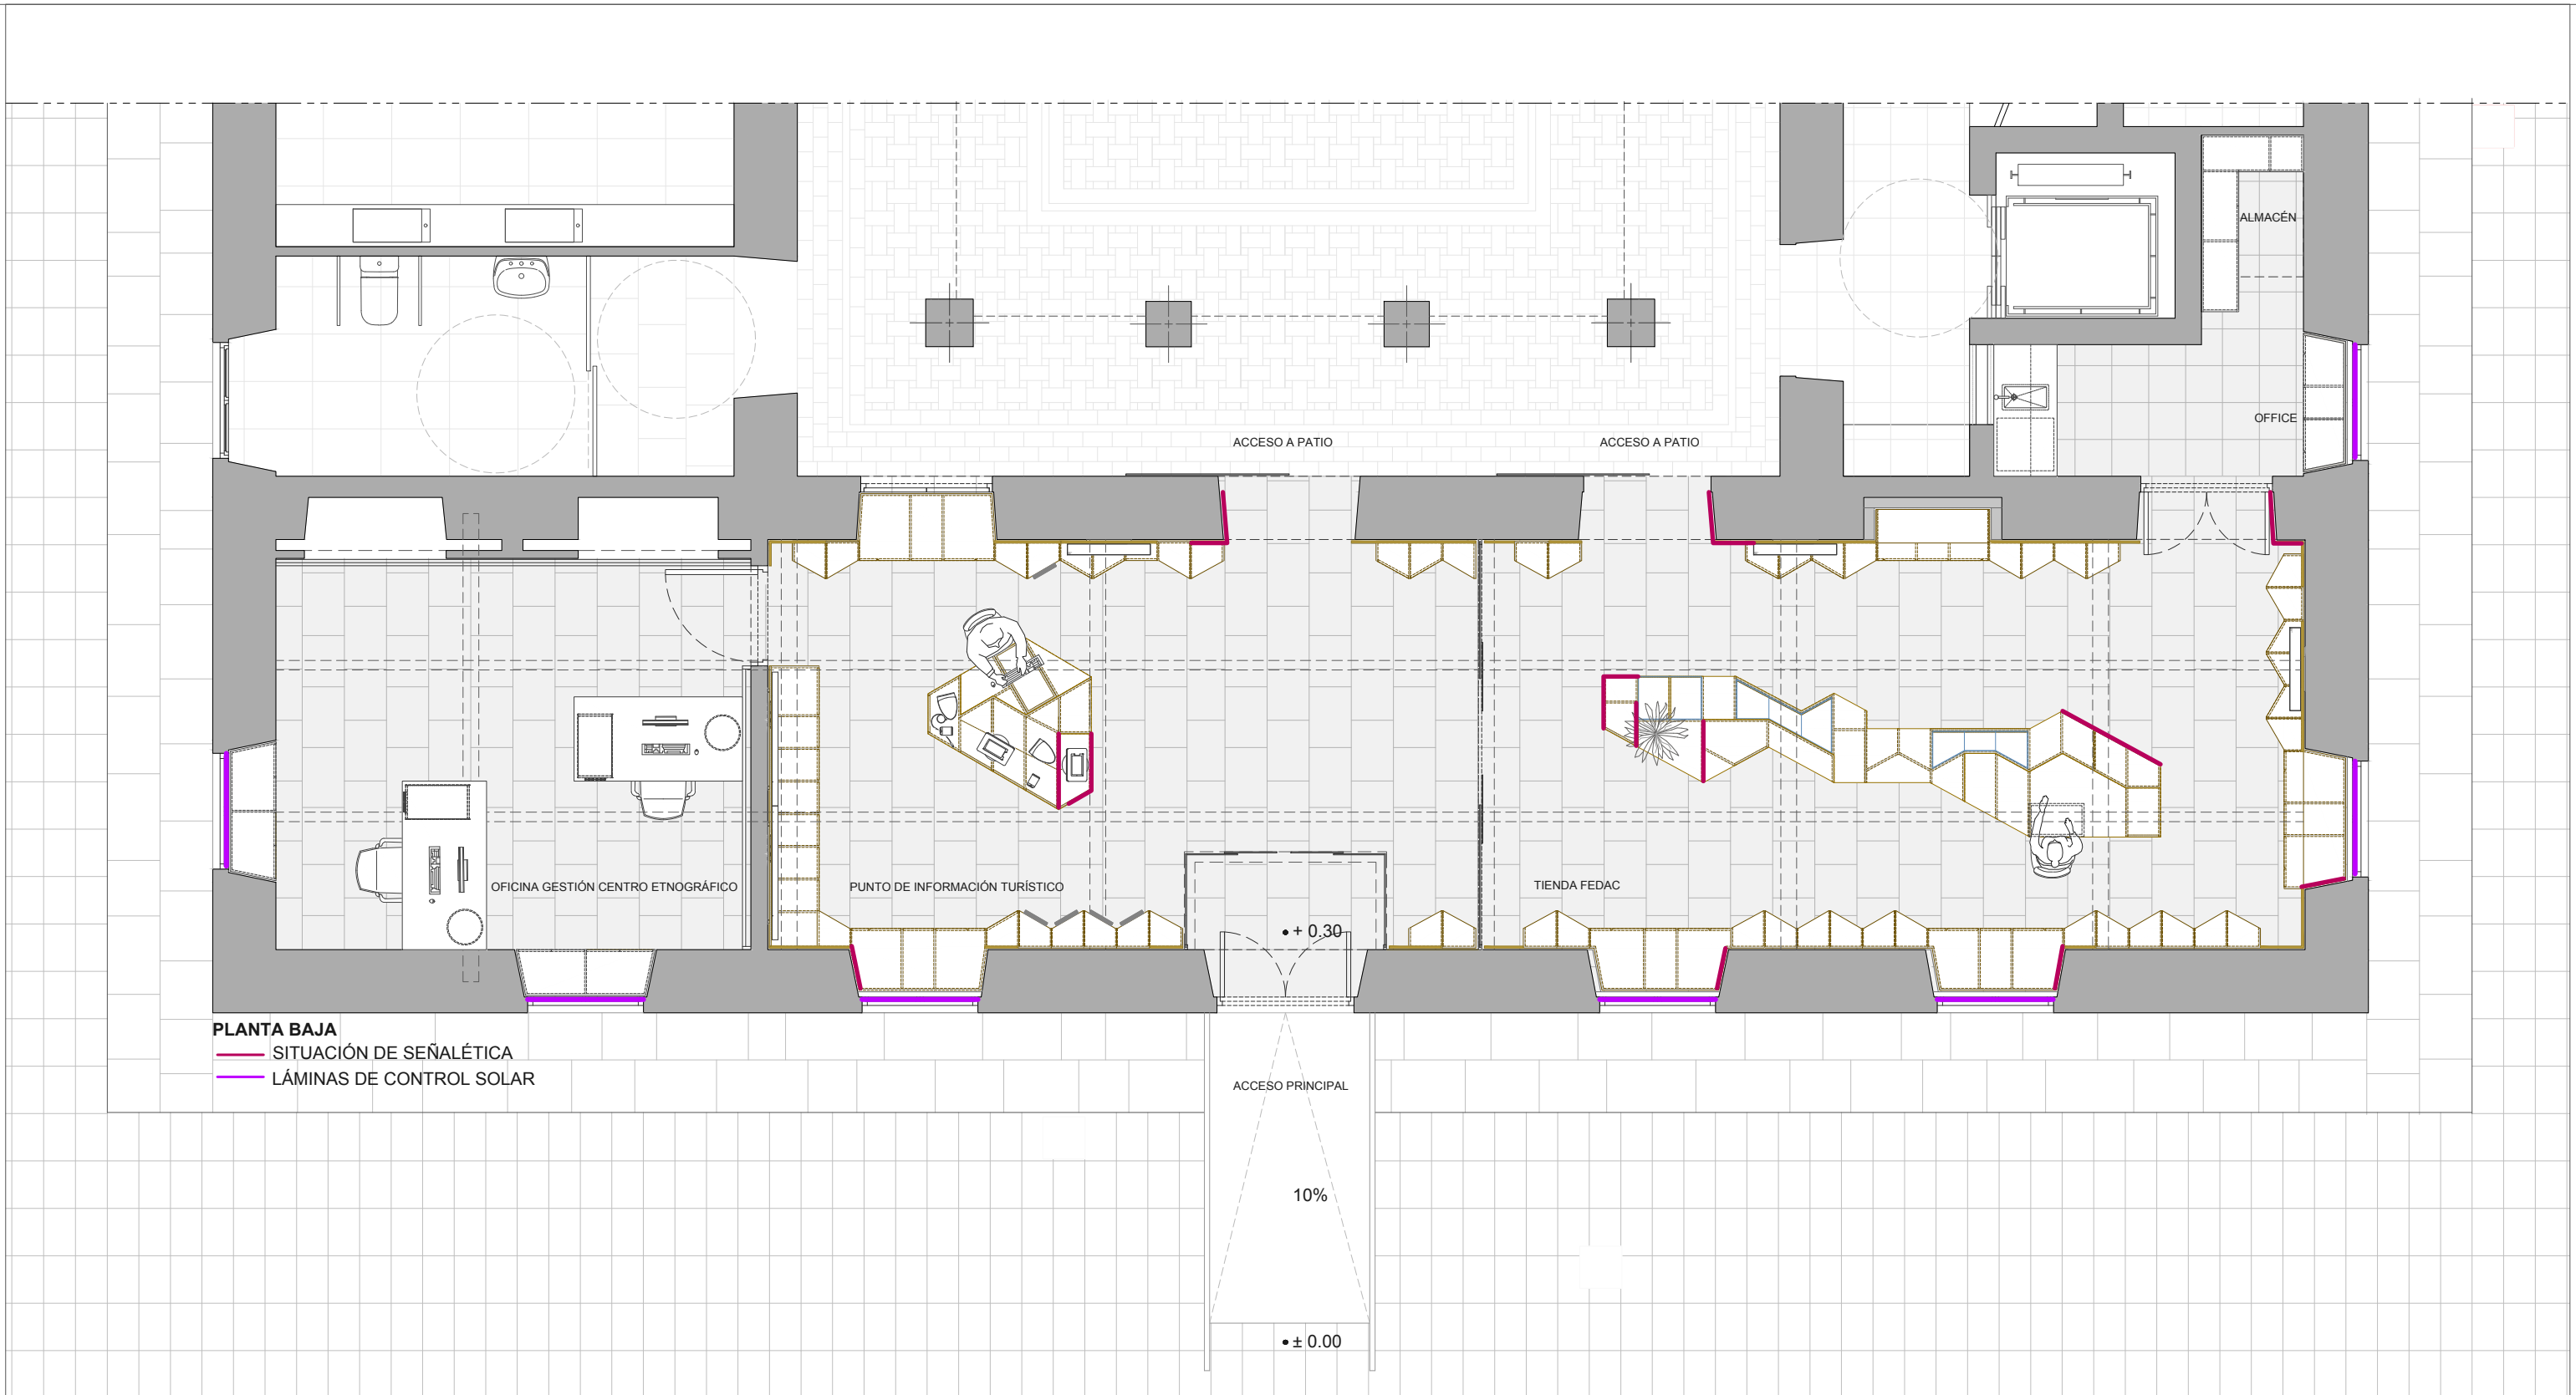 ALMACÉN
OFFICE
ACCESO A PATIO
ACCESO A PATIO
OFICINA GESTIÓN CENTRO ETNOGRÁFICO
PUNTO DE INFORMACIÓN TURÍSTICO
TIENDA FEDAC
+ 0.30
PLANTA BAJA
SITUACIÓN DE SEÑALÉTICA
LÁMINAS DE CONTROL SOLAR
ACCESO PRINCIPAL
10%
± 0.00